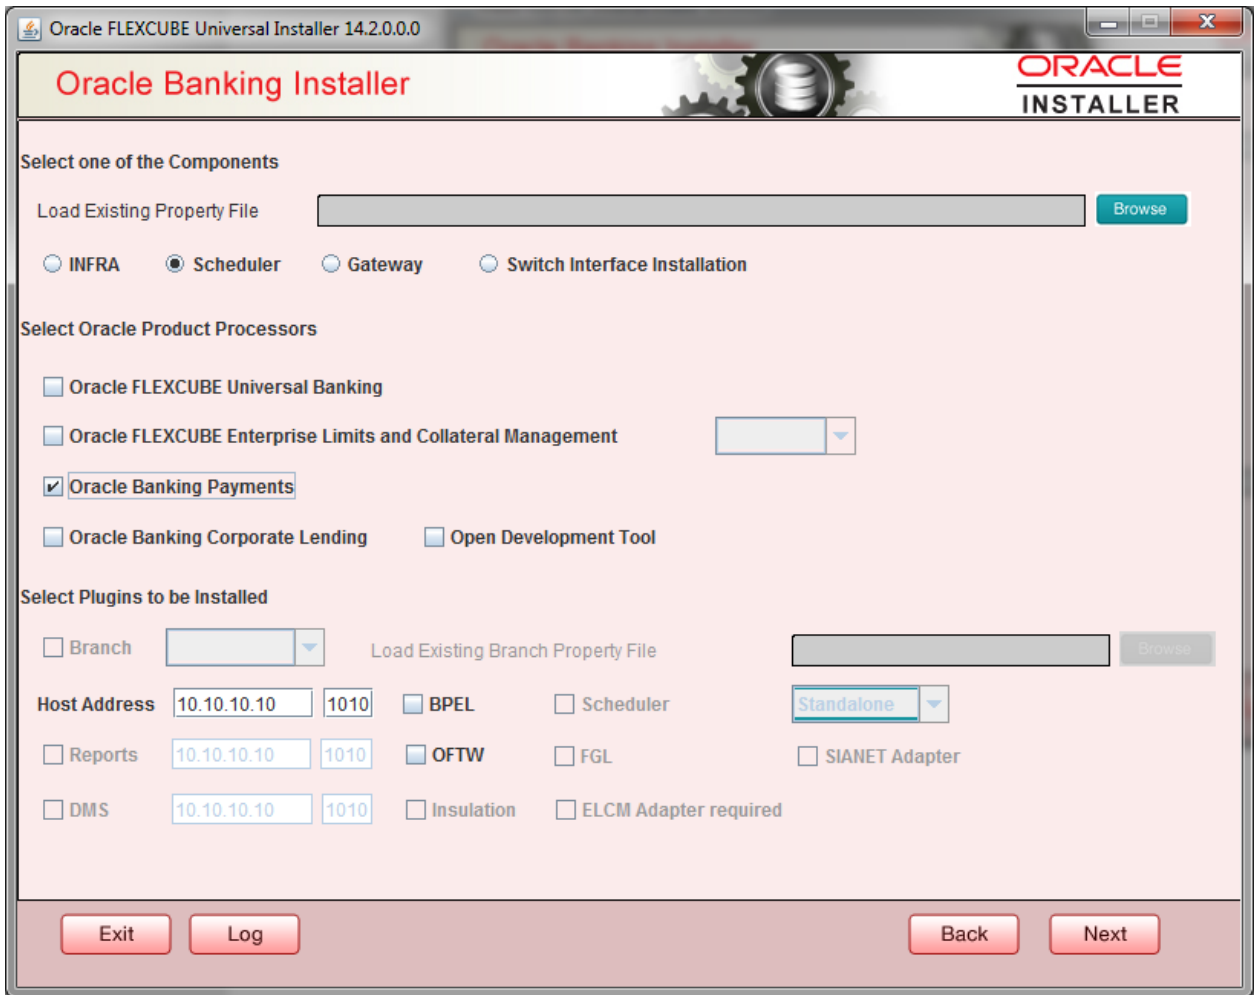 Oracle FLEXCUBE Universal Installer 14.2.0.0.0
Oracle Banking Installer
ORACLE
INSTALLER
Select one of the Components
Load Existing Property File
Browse
INFRA Scheduler Gateway Switch Interface Installation
Select Oracle Product Processors
Oracle FLEXCUBE Universal Banking
Oracle FLEXCUBE Enterprise Limits and Collateral Management
Oracle Banking Payments
Oracle Banking Corporate Lending Open Development Tool
Select Plugins to be Installed
Branch Load Existing Branch Property File Browse
Host Address 10.10.10.10 1010 BPEL Scheduler Standalone
Reports 10.10.10.10 1010 OFTW FGL SIANET Adapter
DMS 10.10.10.10 1010 Insulation ELCM Adapter required
Exit Log Back Next